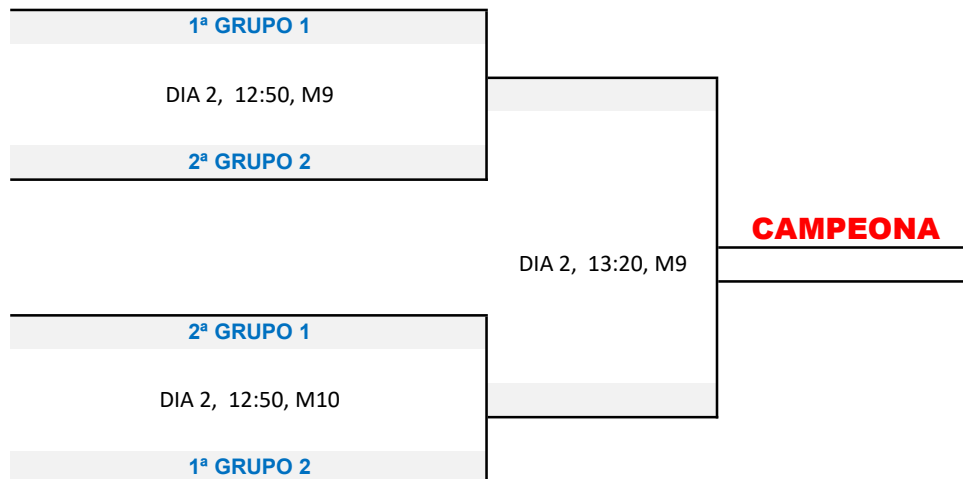 1ª GRUPO 1
DIA 2,  12:50, M9
2ª GRUPO 2
CAMPEONA
DIA 2,  13:20, M9
2ª GRUPO 1
DIA 2,  12:50, M10
1ª GRUPO 2